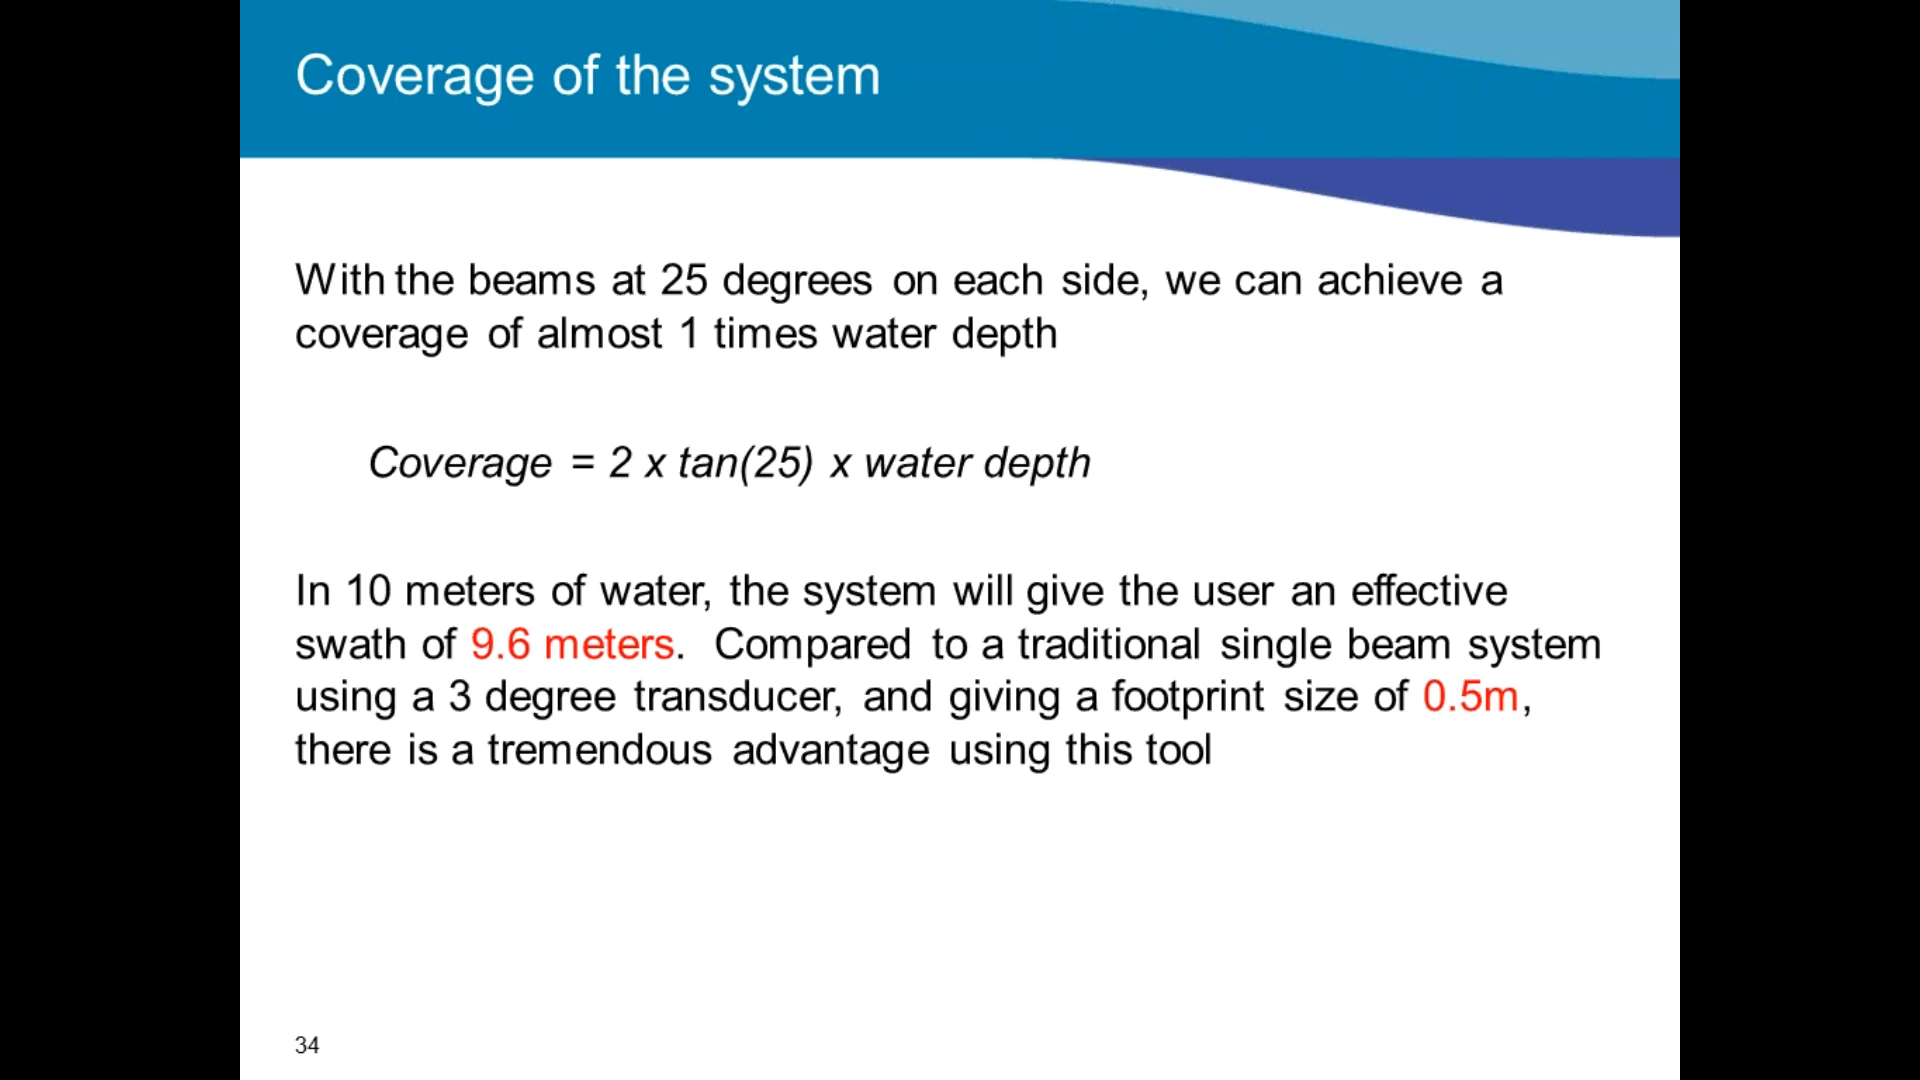 Coverage of the system
With the beams at 25 degrees on each side, we can achieve a
coverage of almost 1 times water depth
Coverage = 2 x tan(25) x water depth
In 10 meters of water, the system will give the user an effective
swath of 9.6 meters. Compared to a traditional single beam system
using a 3 degree transducer, and giving a footprint size of 0.5m,
there is a tremendous advantage using this tool
34